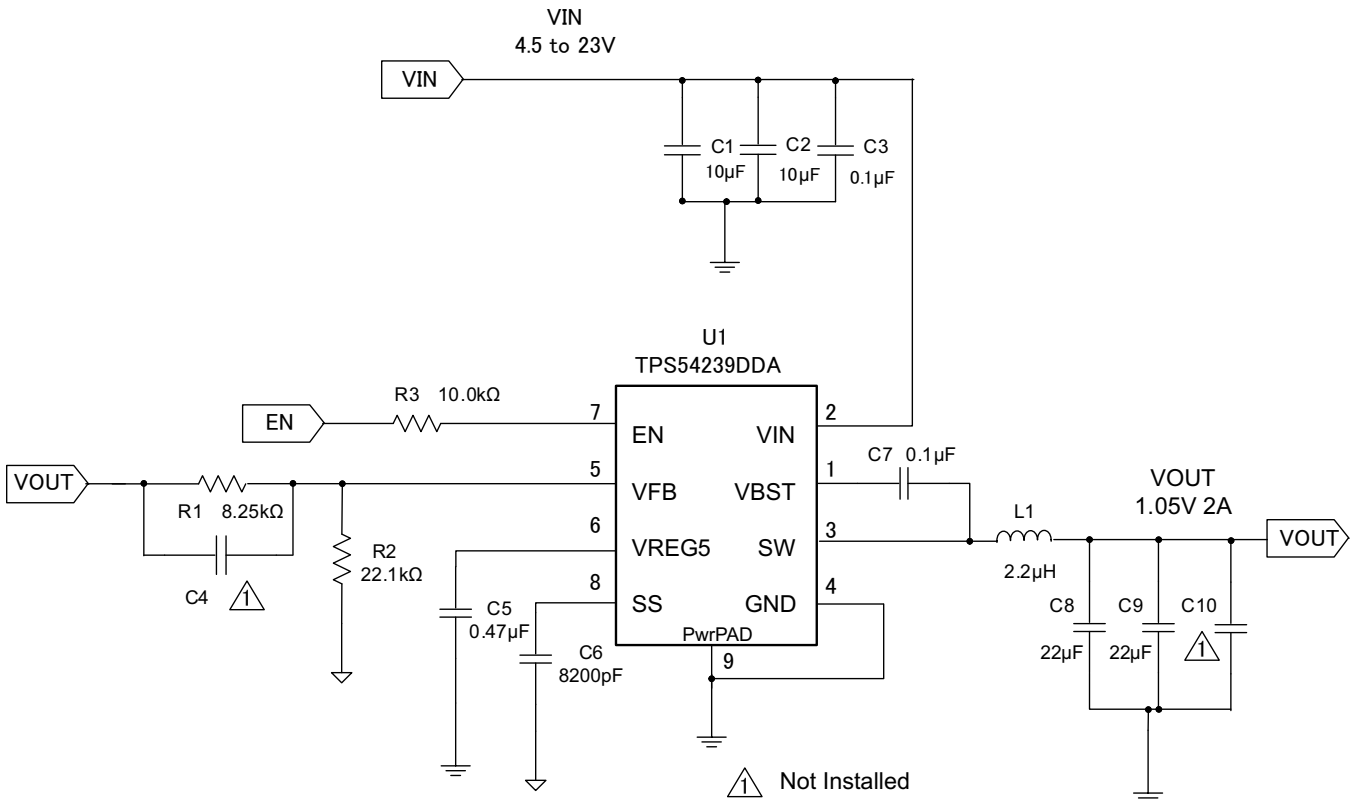 VIN
4.5 to 23V
VIN
C1
10µF
C2
10µF
C3
0.1µF
U1
TPS54239DDA
R3 10.0kΩ
EN
7
EN
VIN
2
VOUT
R1 8.25kΩ
C4
1
R2
22.1kΩ
5
VFB
VBST
1
C7 0.1µF
6
VREG5
SW
3
L1
2.2µH
VOUT
1.05V 2A
VOUT
8
SS
GND
4
PwrPAD
9
C5
0.47µF
C6
8200pF
C8
22µF
C9
22µF
C10
1
1 Not Installed